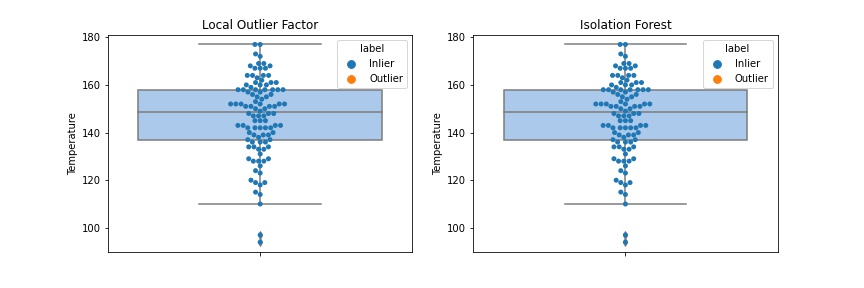 Local Outlier Factor
180
160
140
120
100
Temperature
label
Inlier
Outlier
Isolation Forest
180
160
140
120
100
Temperature
label
Inlier
Outlier